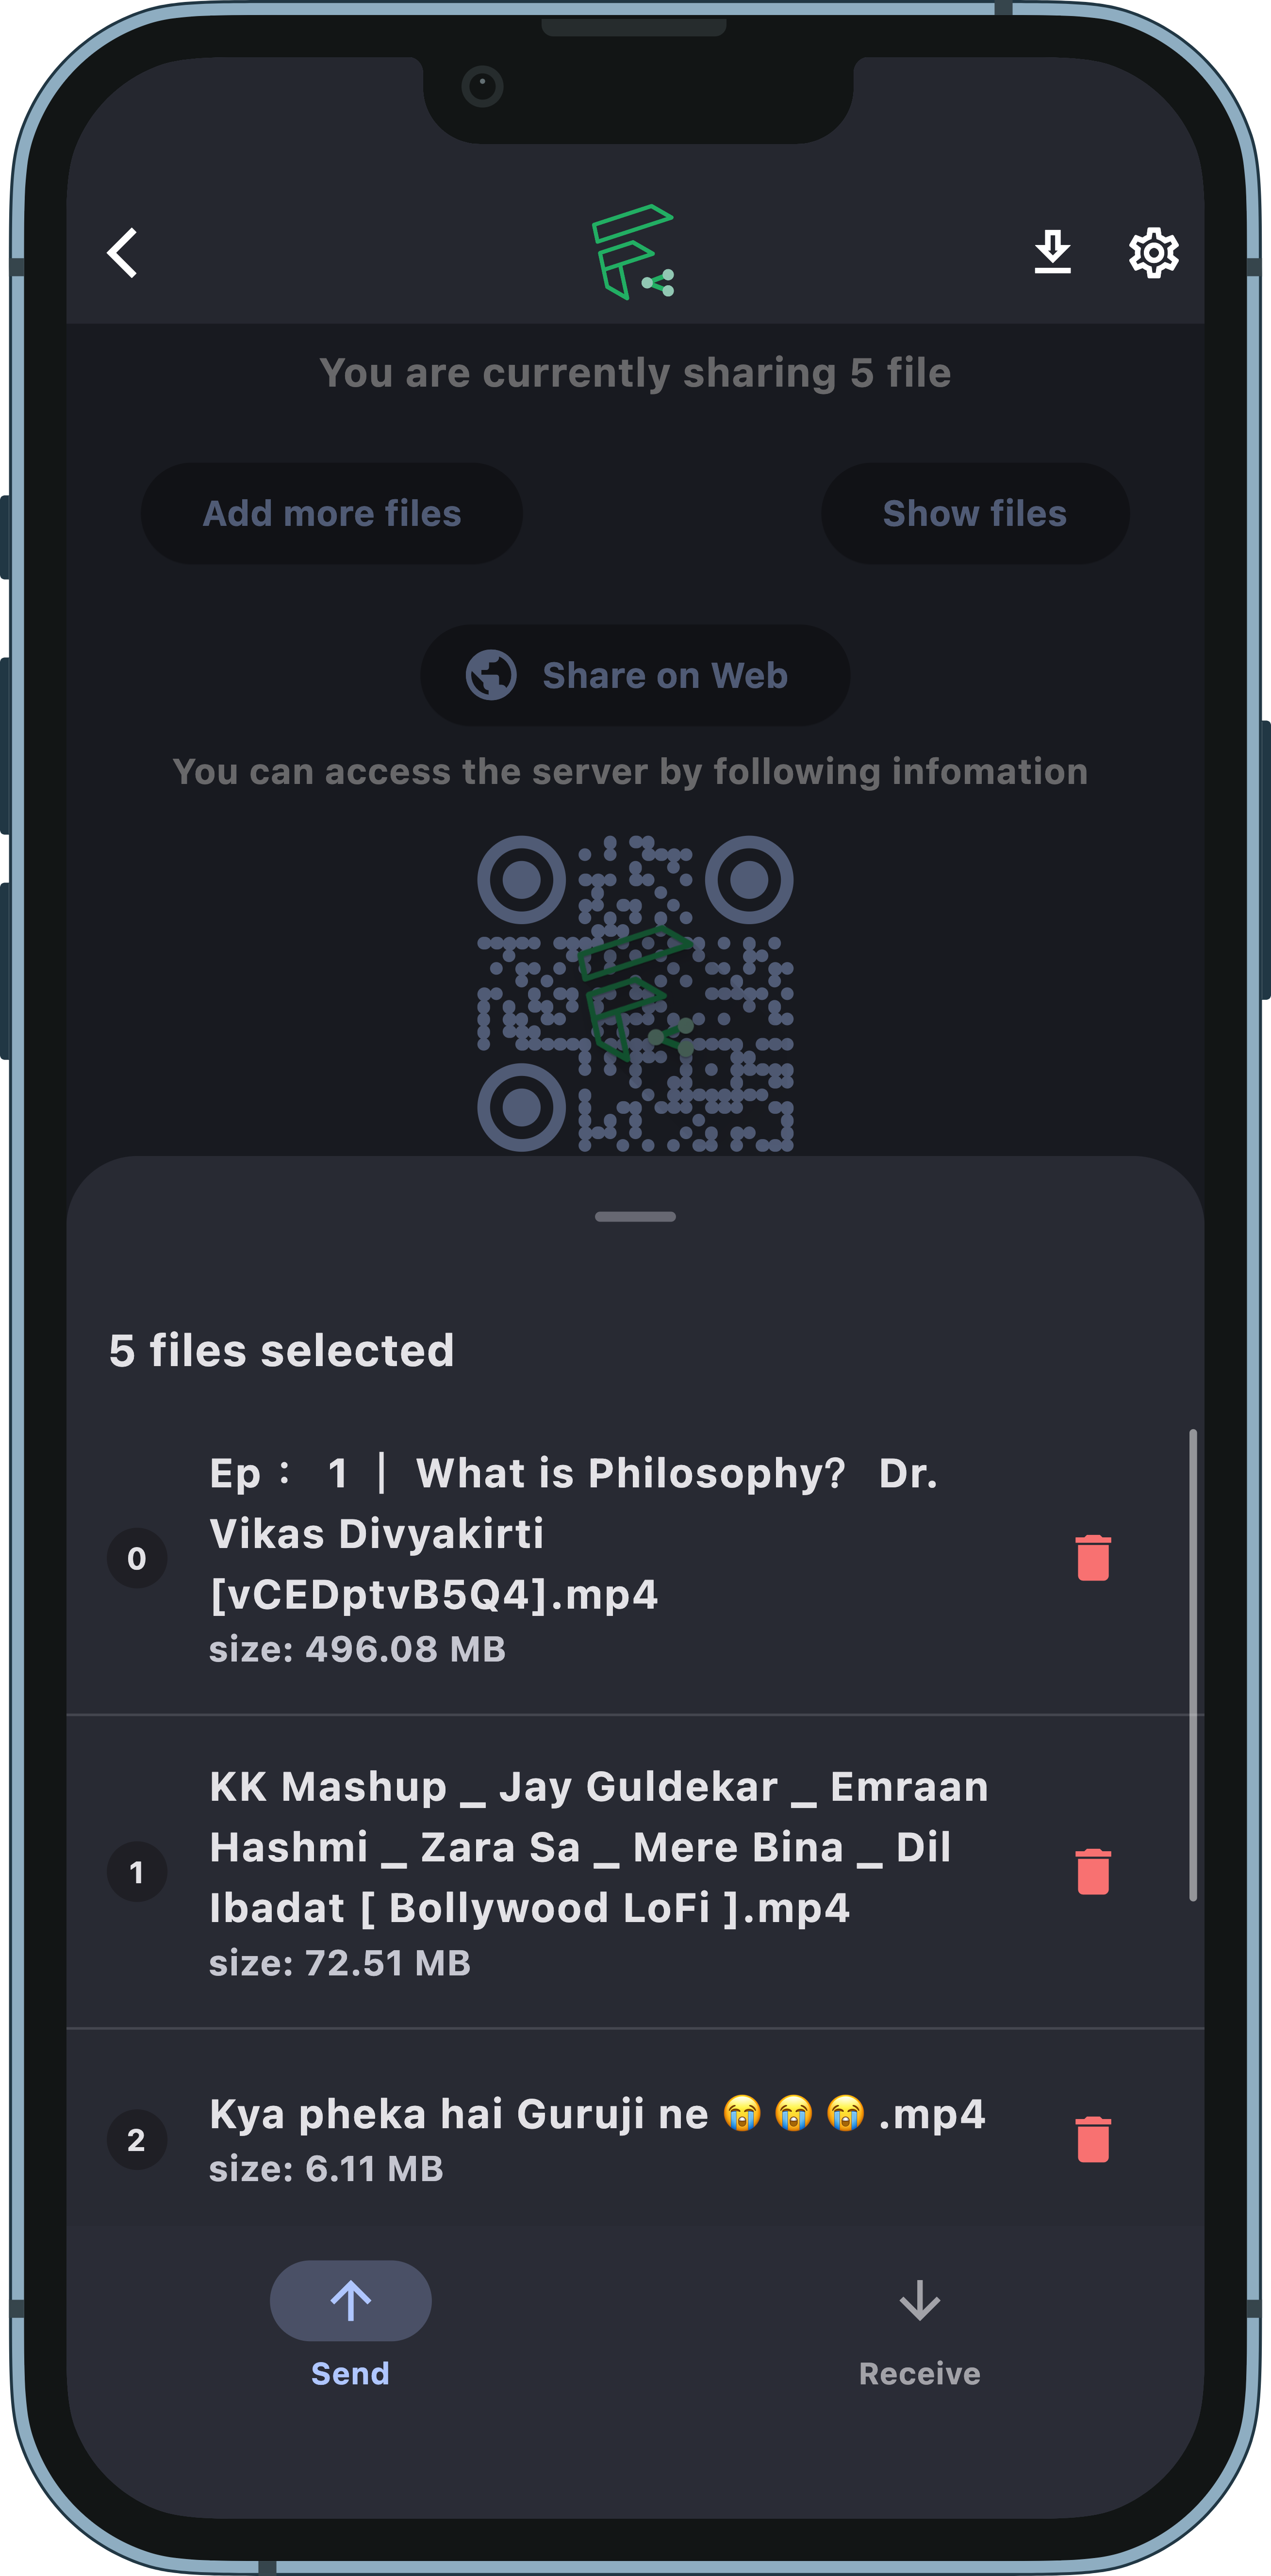 You are currently sharing 5 file
Add more files
Show files
Share on Web
You can access the server by following infomation
5 files selected
0
Ep： 1 ｜ What is Philosophy? Dr.
Vikas Divyakirti
[vCEDptvB5Q4].mp4
size: 496.08 MB
1
KK Mashup _ Jay Guldekar _ Emraan
Hashmi _ Zara Sa _ Mere Bina _ Dil
Ibadat [ Bollywood LoFi ].mp4
size: 72.51 MB
2
Kya pheka hai Guruji ne 😭 😭 😭 .mp4
size: 6.11 MB
Send
Receive